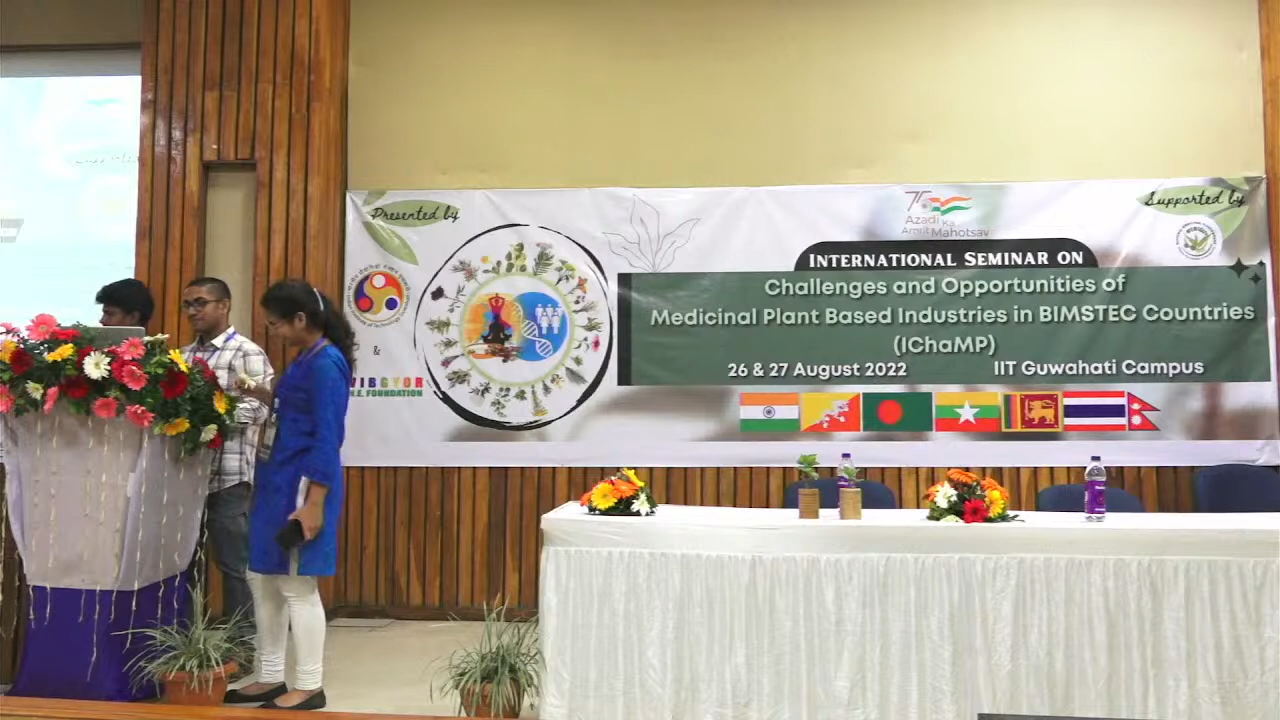 Presented by
&
VIBGYOR
N.E. FOUNDATION
75
Azadi Ka
Amrit Mahotsav
Supported by
INTERNATIONAL SEMINAR ON
Challenges and Opportunities of
Medicinal Plant Based Industries in BIMSTEC Countries
(IChaMP)
26 & 27 August 2022 IIT Guwahati Campus